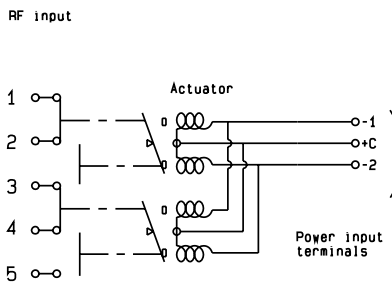 RF input
Actuator
1
-1
2
+C
-2
3
4
Power input
terminals
5